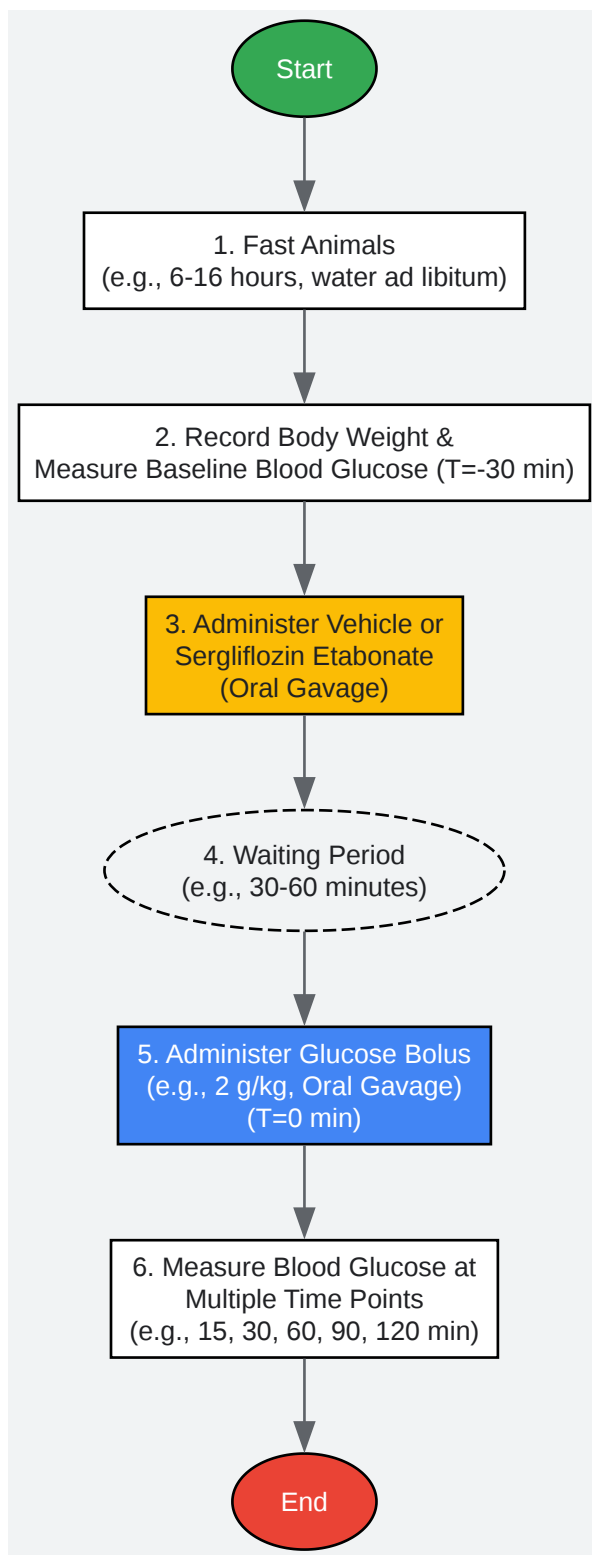 Start
1. Fast Animals
(e.g., 6-16 hours, water ad libitum)
2. Record Body Weight &
Measure Baseline Blood Glucose (T=-30 min)
3. Administer Vehicle or
Sergliflozin Etabonate
(Oral Gavage)
4. Waiting Period
(e.g., 30-60 minutes)
5. Administer Glucose Bolus
(e.g., 2 g/kg, Oral Gavage)
(T=0 min)
6. Measure Blood Glucose at
Multiple Time Points
(e.g., 15, 30, 60, 90, 120 min)
End